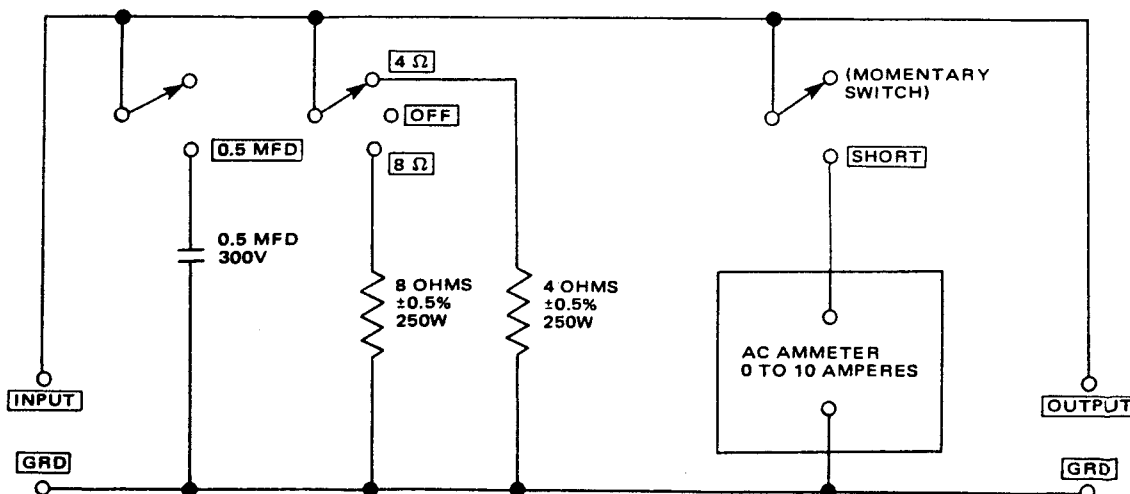 4 Ω
OFF
8 Ω
(MOMENTARY
SWITCH)
0.5 MFD
SHORT
0.5 MFD
300V
8 OHMS
±0.5%
250W
4 OHMS
±0.5%
250W
AC AMMETER
0 TO 10 AMPERES
INPUT
OUTPUT
GRD
GRD